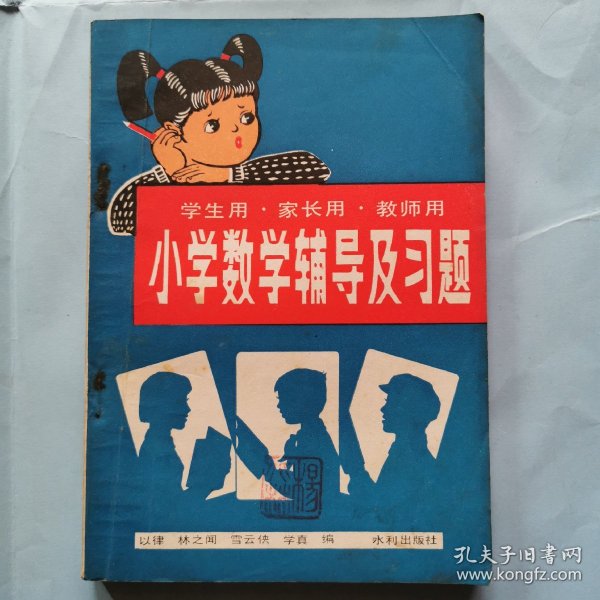 学生用·家长用·教师用
小学数学辅导及习题
以律 林之闻 雪云侠 学真 编 水利出版社
孔夫子旧书网
www.kongfz.com